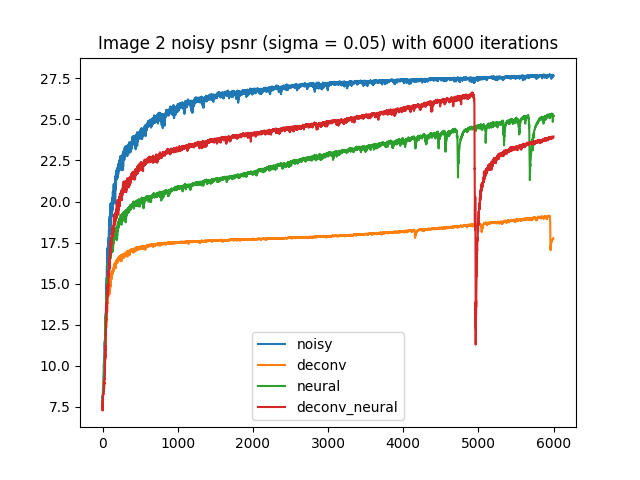 Image 2 noisy psnr (sigma = 0.05) with 6000 iterations
27.5
25.0
22.5
20.0
17.5
15.0
12.5
10.0
7.5
noisy
deconv
neural
deconv_neural
0 1000 2000 3000 4000 5000 6000